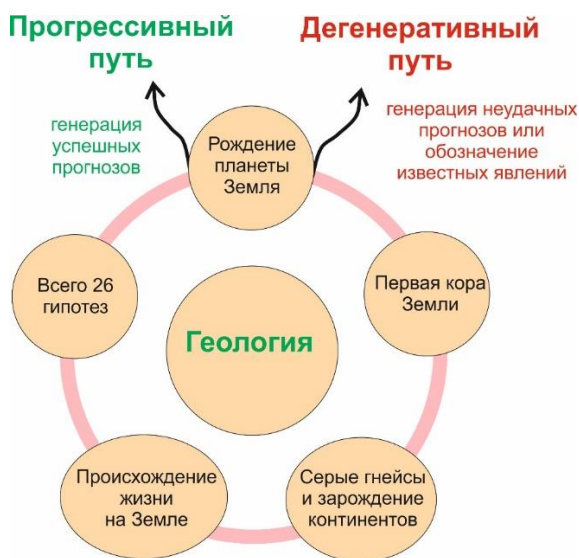 Прогрессивный
путь
Дегенеративный
путь
генерация
успешных
прогнозов
генерация неудачных
прогнозов или
обозначение
известных явлений
Рождение
планеты
Земля
Всего 26
гипотез
Первая кора
Земли
Геология
Происхождение
жизни
на Земле
Серые гнейсы
и зарождение
континентов